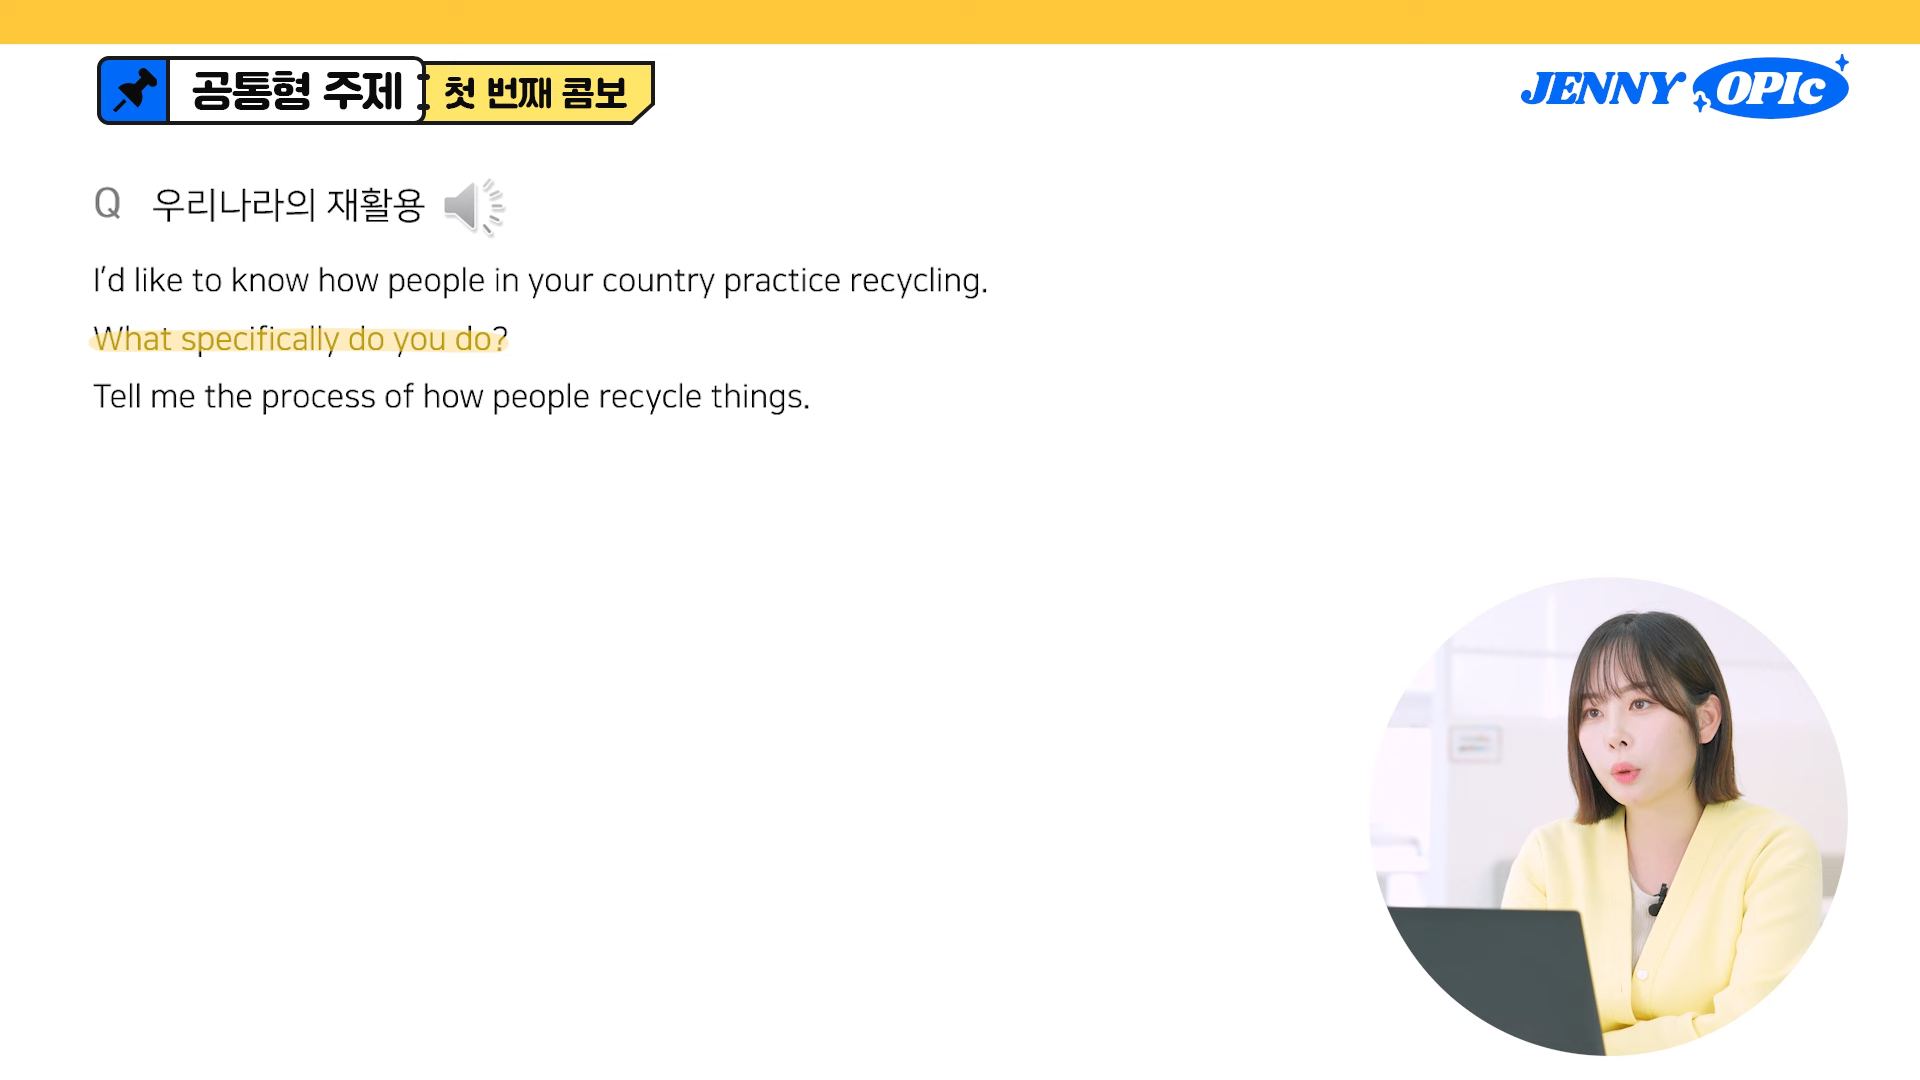 공통형 주제 첫 번째 콤보
JENNY OPIc
Q 우리나라의 재활용
I'd like to know how people in your country practice recycling.
What specifically do you do?
Tell me the process of how people recycle things.